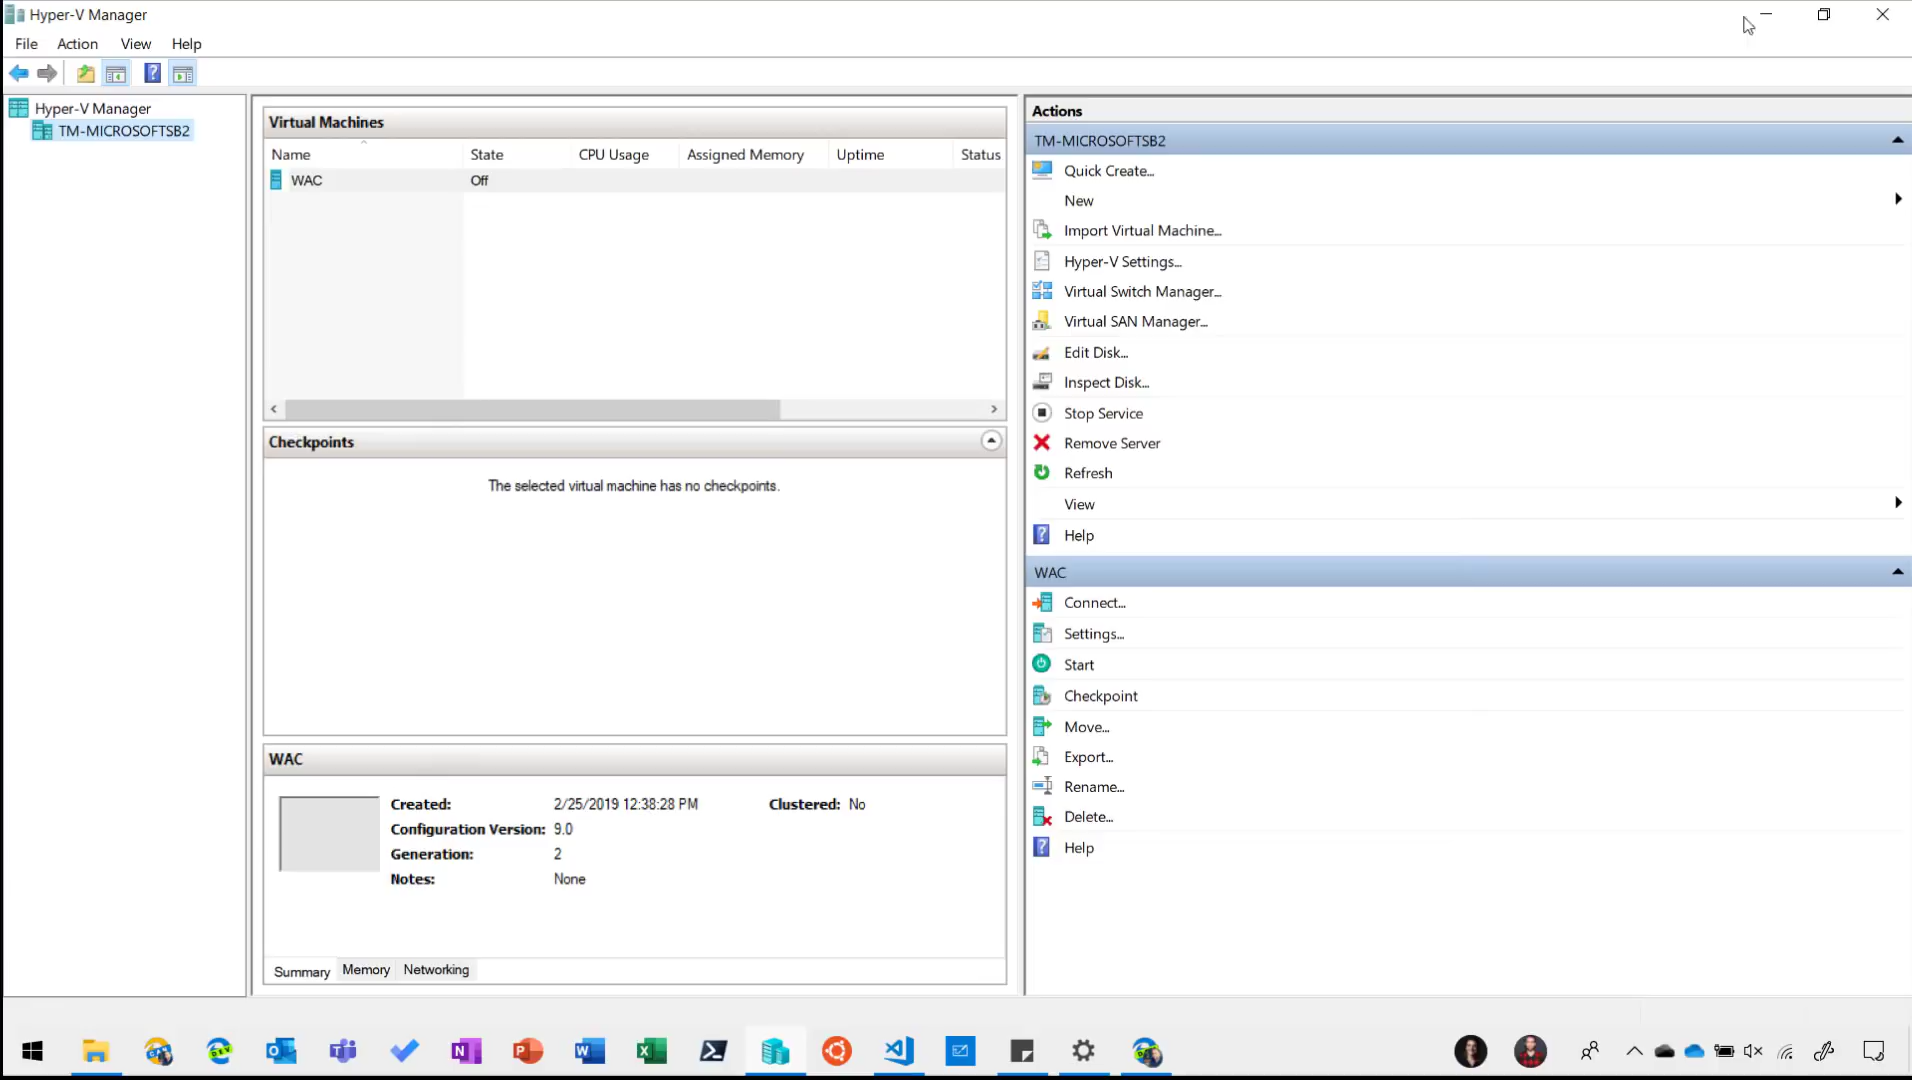 Hyper-V Manager
File Action View Help
Hyper-V Manager
TM-MICROSOFTSB2
Virtual Machines
Name State CPU Usage Assigned Memory Uptime Status
WAC Off
Checkpoints
The selected virtual machine has no checkpoints.
WAC
Created: 2/25/2019 12:38:28 PM Clustered: No
Configuration Version: 9.0
Generation: 2
Notes: None
Summary Memory Networking
Actions
TM-MICROSOFTSB2
Quick Create...
New
Import Virtual Machine...
Hyper-V Settings...
Virtual Switch Manager...
Virtual SAN Manager...
Edit Disk...
Inspect Disk...
Stop Service
Remove Server
Refresh
View
Help
WAC
Connect...
Settings...
Start
Checkpoint
Move...
Export...
Rename...
Delete...
Help